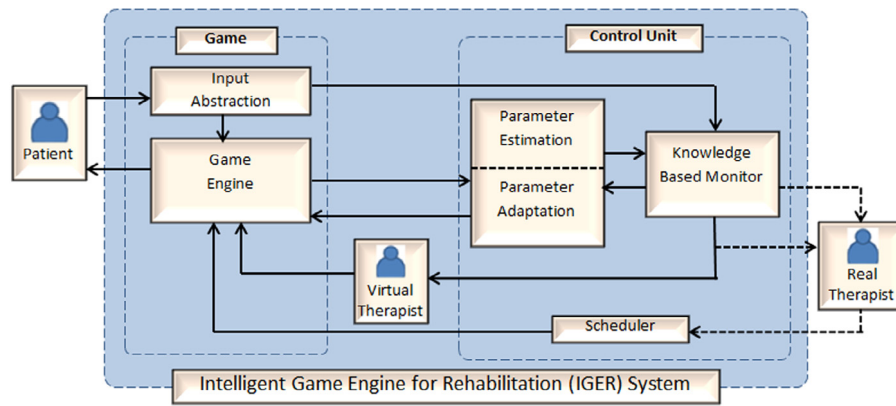 Game
Control Unit
Input
Abstraction
Patient
Game
Engine
Parameter
Estimation
Parameter
Adaptation
Knowledge
Based Monitor
Virtual
Therapist
Real
Therapist
Scheduler
Intelligent Game Engine for Rehabilitation (IGER) System